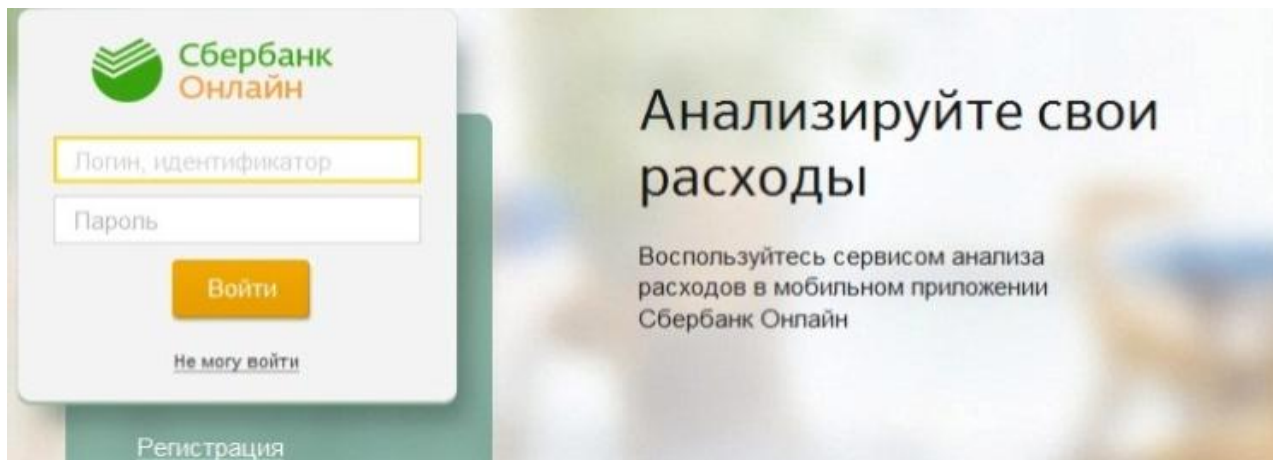 Сбербанк
Онлайн
Логин, идентификатор
Пароль
Войти
Не могу войти
Регистрация
Анализируйте свои
расходы
Воспользуйтесь сервисом анализа
расходов в мобильном приложении
Сбербанк Онлайн